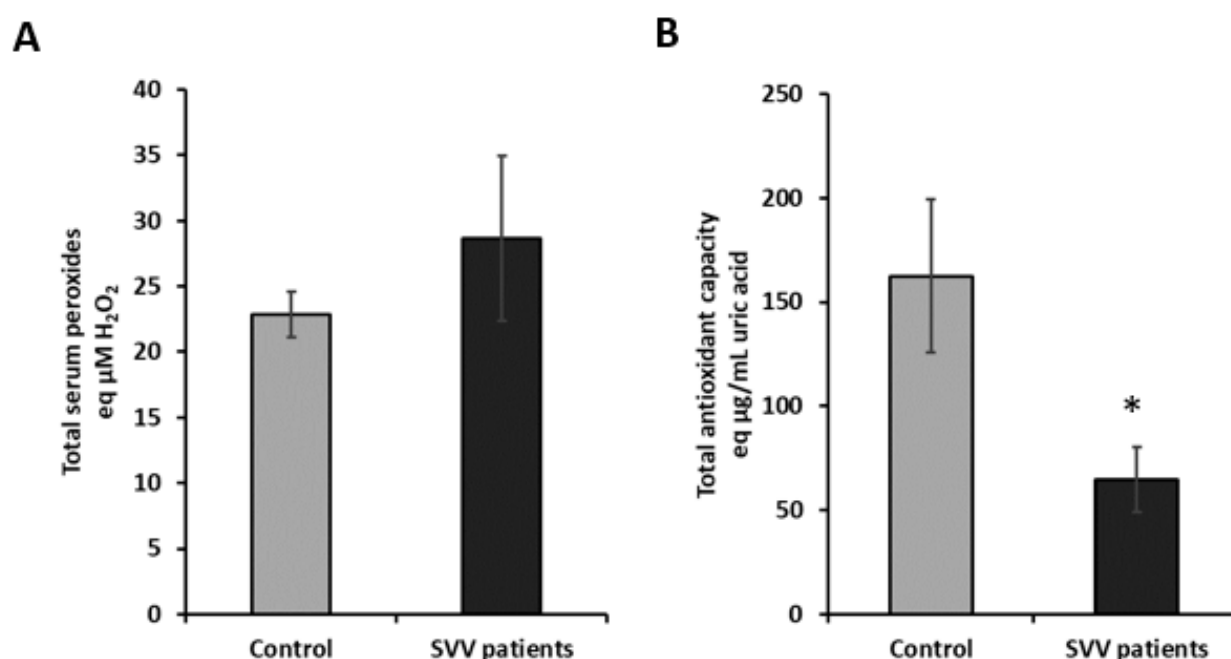 A
Total serum peroxides
eq µM H₂O₂
40
35
30
25
20
15
10
5
0
Control
SVV patients
B
Total antioxidant capacity
eq µg/mL uric acid
250
200
150
100
50
0
*
Control
SVV patients